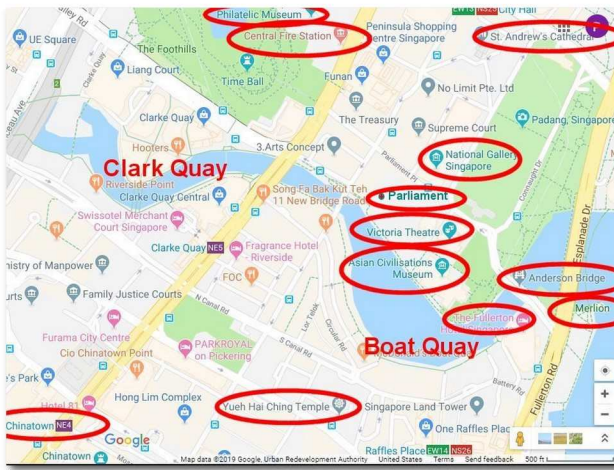 Philatelic Museum
EW13 NS25 City Hall
Central Fire Station
Peninsula Shopping
Centre Singapore
St. Andrew's Cathedral
UE Square
The Foothills
Liang Court
Time Ball
Funan
No Limit Pte. Ltd
Clarke Quay
Clarke Quay
The Treasury
Supreme Court
Padang, Singapore
Hooters
3.Arts Concept
Parliament Pl
National Gallery
Singapore
Connaught Dr
Clark Quay
Riverside Point
Clarke Quay Central
Song Fa Bak Kut Teh
11 New Bridge Road
Parliament
Esplanade Dr
Swissotel Merchant
Court Singapore
Victoria Theatre
Clarke Quay NE5
Fragrance Hotel
- Riverside
Asian Civilisations
Museum
Ministry of Manpower
FOC
Anderson Bridge
Family Justice Courts
N Canal Rd
Lor Telok
Circular Rd
The Fullerton
Merlion
Furama City Centre
PARKROYAL
on Pickering
S Canal Rd
Boat Quay
Cio Chinatown Point
Battery Rd
Fullerton Rd
Hotel 81
Hong Lim Complex
Yueh Hai Ching Temple
Singapore Land Tower
Chinatown NE4
Chinatown
Google
One Raffles
Raffles Place EW14 NS26
Map data ©2019 Google, Urban Redevelopment Authority United States Terms Send feedback 500 ft